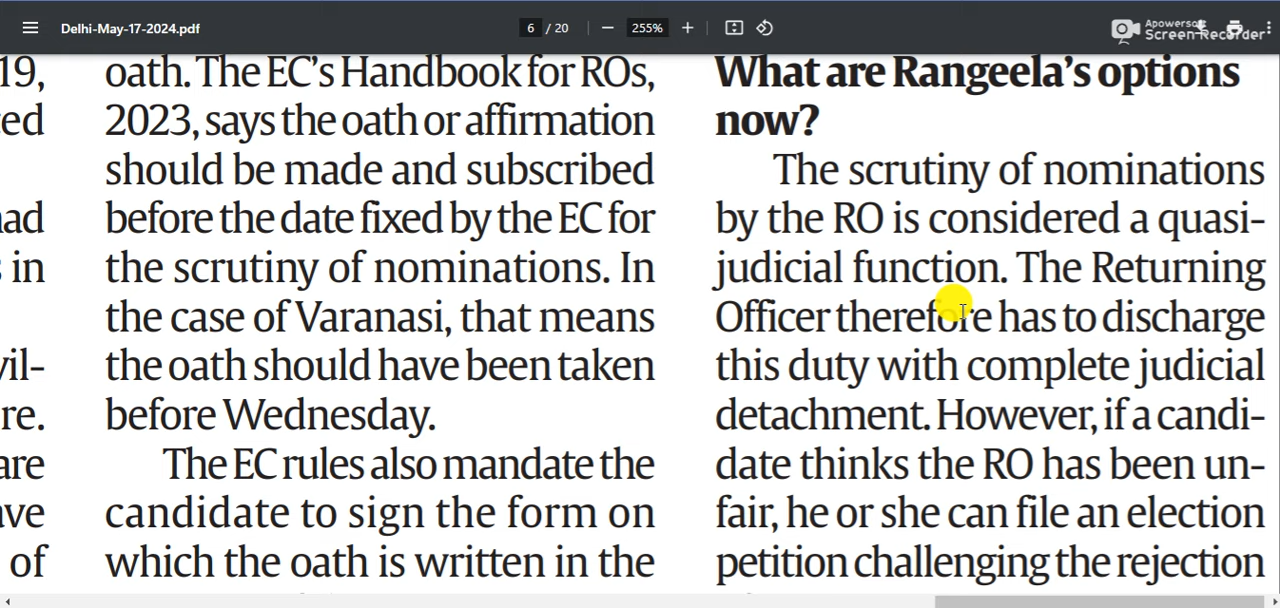 Delhi-May-17-2024.pdf
6 / 20
255%
Apowersoft
Screen Recorder
19,
ed
nad
s in
vil-
re.
are
ave
of
oath. The EC's Handbook for ROs,
2023, says the oath or affirmation
should be made and subscribed
before the date fixed by the EC for
the scrutiny of nominations. In
the case of Varanasi, that means
the oath should have been taken
before Wednesday.
The EC rules also mandate the
candidate to sign the form on
which the oath is written in the
What are Rangeela's options
now?
The scrutiny of nominations
by the RO is considered a quasi-
judicial function. The Returning
Officer therefore has to discharge
this duty with complete judicial
detachment. However, if a candi-
date thinks the RO has been un-
fair, he or she can file an election
petition challenging the rejection